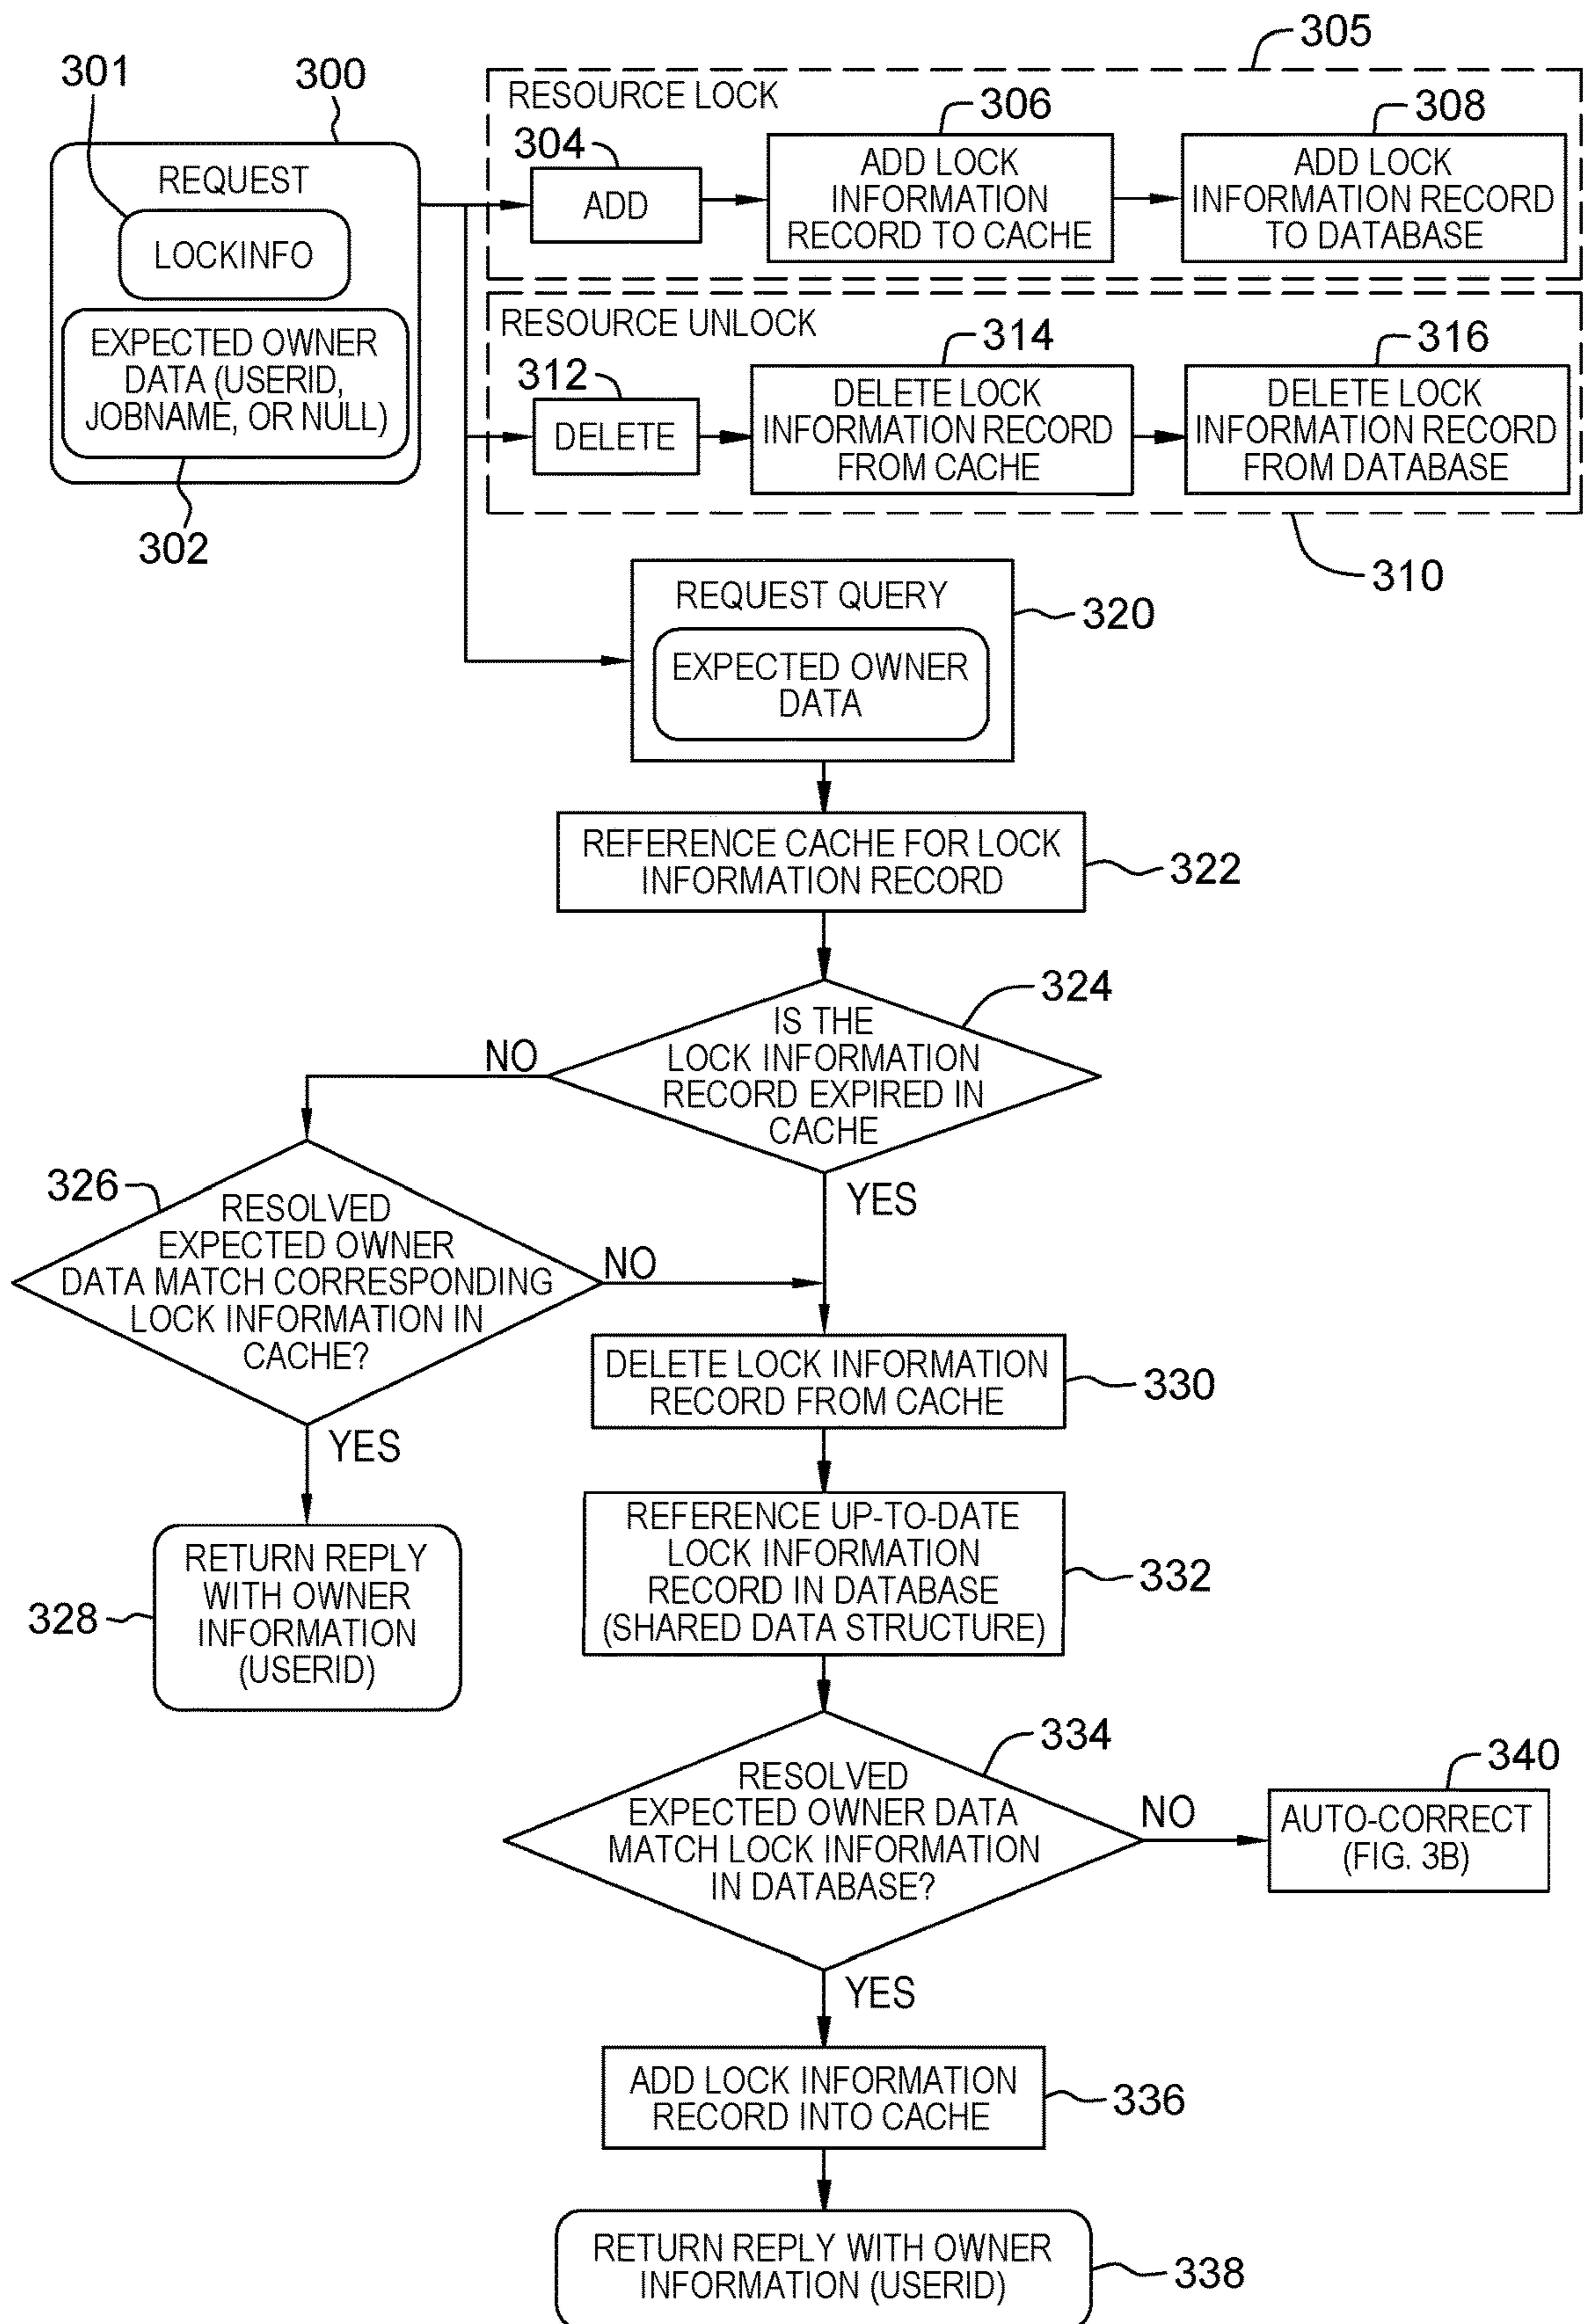 305
301
300
RESOURCE LOCK
306
308
304
REQUEST
ADD
ADD LOCK
INFORMATION
RECORD TO CACHE
ADD LOCK
INFORMATION RECORD
TO DATABASE
LOCKINFO
EXPECTED OWNER
DATA (USERID,
JOBNAME, OR NULL)
302
RESOURCE UNLOCK
314
316
312
DELETE
DELETE LOCK
INFORMATION RECORD
FROM CACHE
DELETE LOCK
INFORMATION RECORD
FROM DATABASE
310
REQUEST QUERY
320
EXPECTED OWNER
DATA
REFERENCE CACHE FOR LOCK
INFORMATION RECORD
322
324
IS THE
LOCK INFORMATION
RECORD EXPIRED IN
CACHE
NO
YES
326
RESOLVED
EXPECTED OWNER
DATA MATCH CORRESPONDING
LOCK INFORMATION IN
CACHE?
NO
YES
DELETE LOCK INFORMATION
RECORD FROM CACHE
330
RETURN REPLY
WITH OWNER
INFORMATION
(USERID)
328
REFERENCE UP-TO-DATE
LOCK INFORMATION
RECORD IN DATABASE
(SHARED DATA STRUCTURE)
332
334
RESOLVED
EXPECTED OWNER DATA
MATCH LOCK INFORMATION
IN DATABASE?
NO
340
AUTO-CORRECT
(FIG. 3B)
YES
ADD LOCK INFORMATION
RECORD INTO CACHE
336
RETURN REPLY WITH OWNER
INFORMATION (USERID)
338